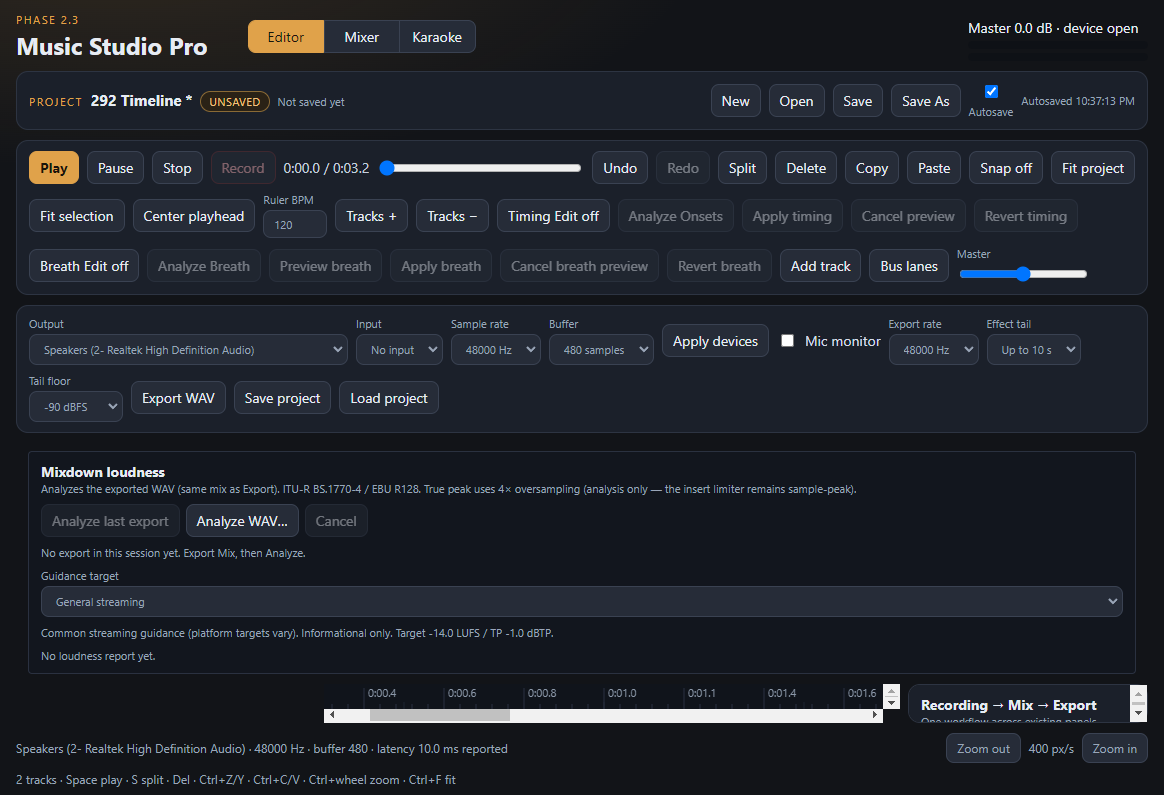 PHASE 2.3
Music Studio Pro
Editor Mixer Karaoke
Master 0.0 dB · device open
PROJECT 292 Timeline * UNSAVED Not saved yet
New Open Save Save As Autosave Autosaved 10:37:13 PM
Play Pause Stop Record 0:00.0 / 0:03.2 Undo Redo Split Delete Copy Paste Snap off Fit project
Fit selection Center playhead Ruler BPM 120 Tracks + Tracks − Timing Edit off Analyze Onsets Apply timing Cancel preview Revert timing
Breath Edit off Analyze Breath Preview breath Apply breath Cancel breath preview Revert breath Add track Bus lanes Master
Output Input Sample rate Buffer Export rate Effect tail
Speakers (2- Realtek High Definition Audio) No input 48000 Hz 480 samples Apply devices Mic monitor 48000 Hz Up to 10 s
Tail floor
-90 dBFS Export WAV Save project Load project
Mixdown loudness
Analyzes the exported WAV (same mix as Export). ITU-R BS.1770-4 / EBU R128. True peak uses 4× oversampling (analysis only — the insert limiter remains sample-peak).
Analyze last export Analyze WAV... Cancel
No export in this session yet. Export Mix, then Analyze.
Guidance target
General streaming
Common streaming guidance (platform targets vary). Informational only. Target -14.0 LUFS / TP -1.0 dBTP.
No loudness report yet.
0:00.4 0:00.6 0:00.8 0:01.0 0:01.1 0:01.4 0:01.6
Recording → Mix → Export
One workflow across existing panels
Speakers (2- Realtek High Definition Audio) · 48000 Hz · buffer 480 · latency 10.0 ms reported
Zoom out 400 px/s Zoom in
2 tracks · Space play · S split · Del · Ctrl+Z/Y · Ctrl+C/V · Ctrl+wheel zoom · Ctrl+F fit